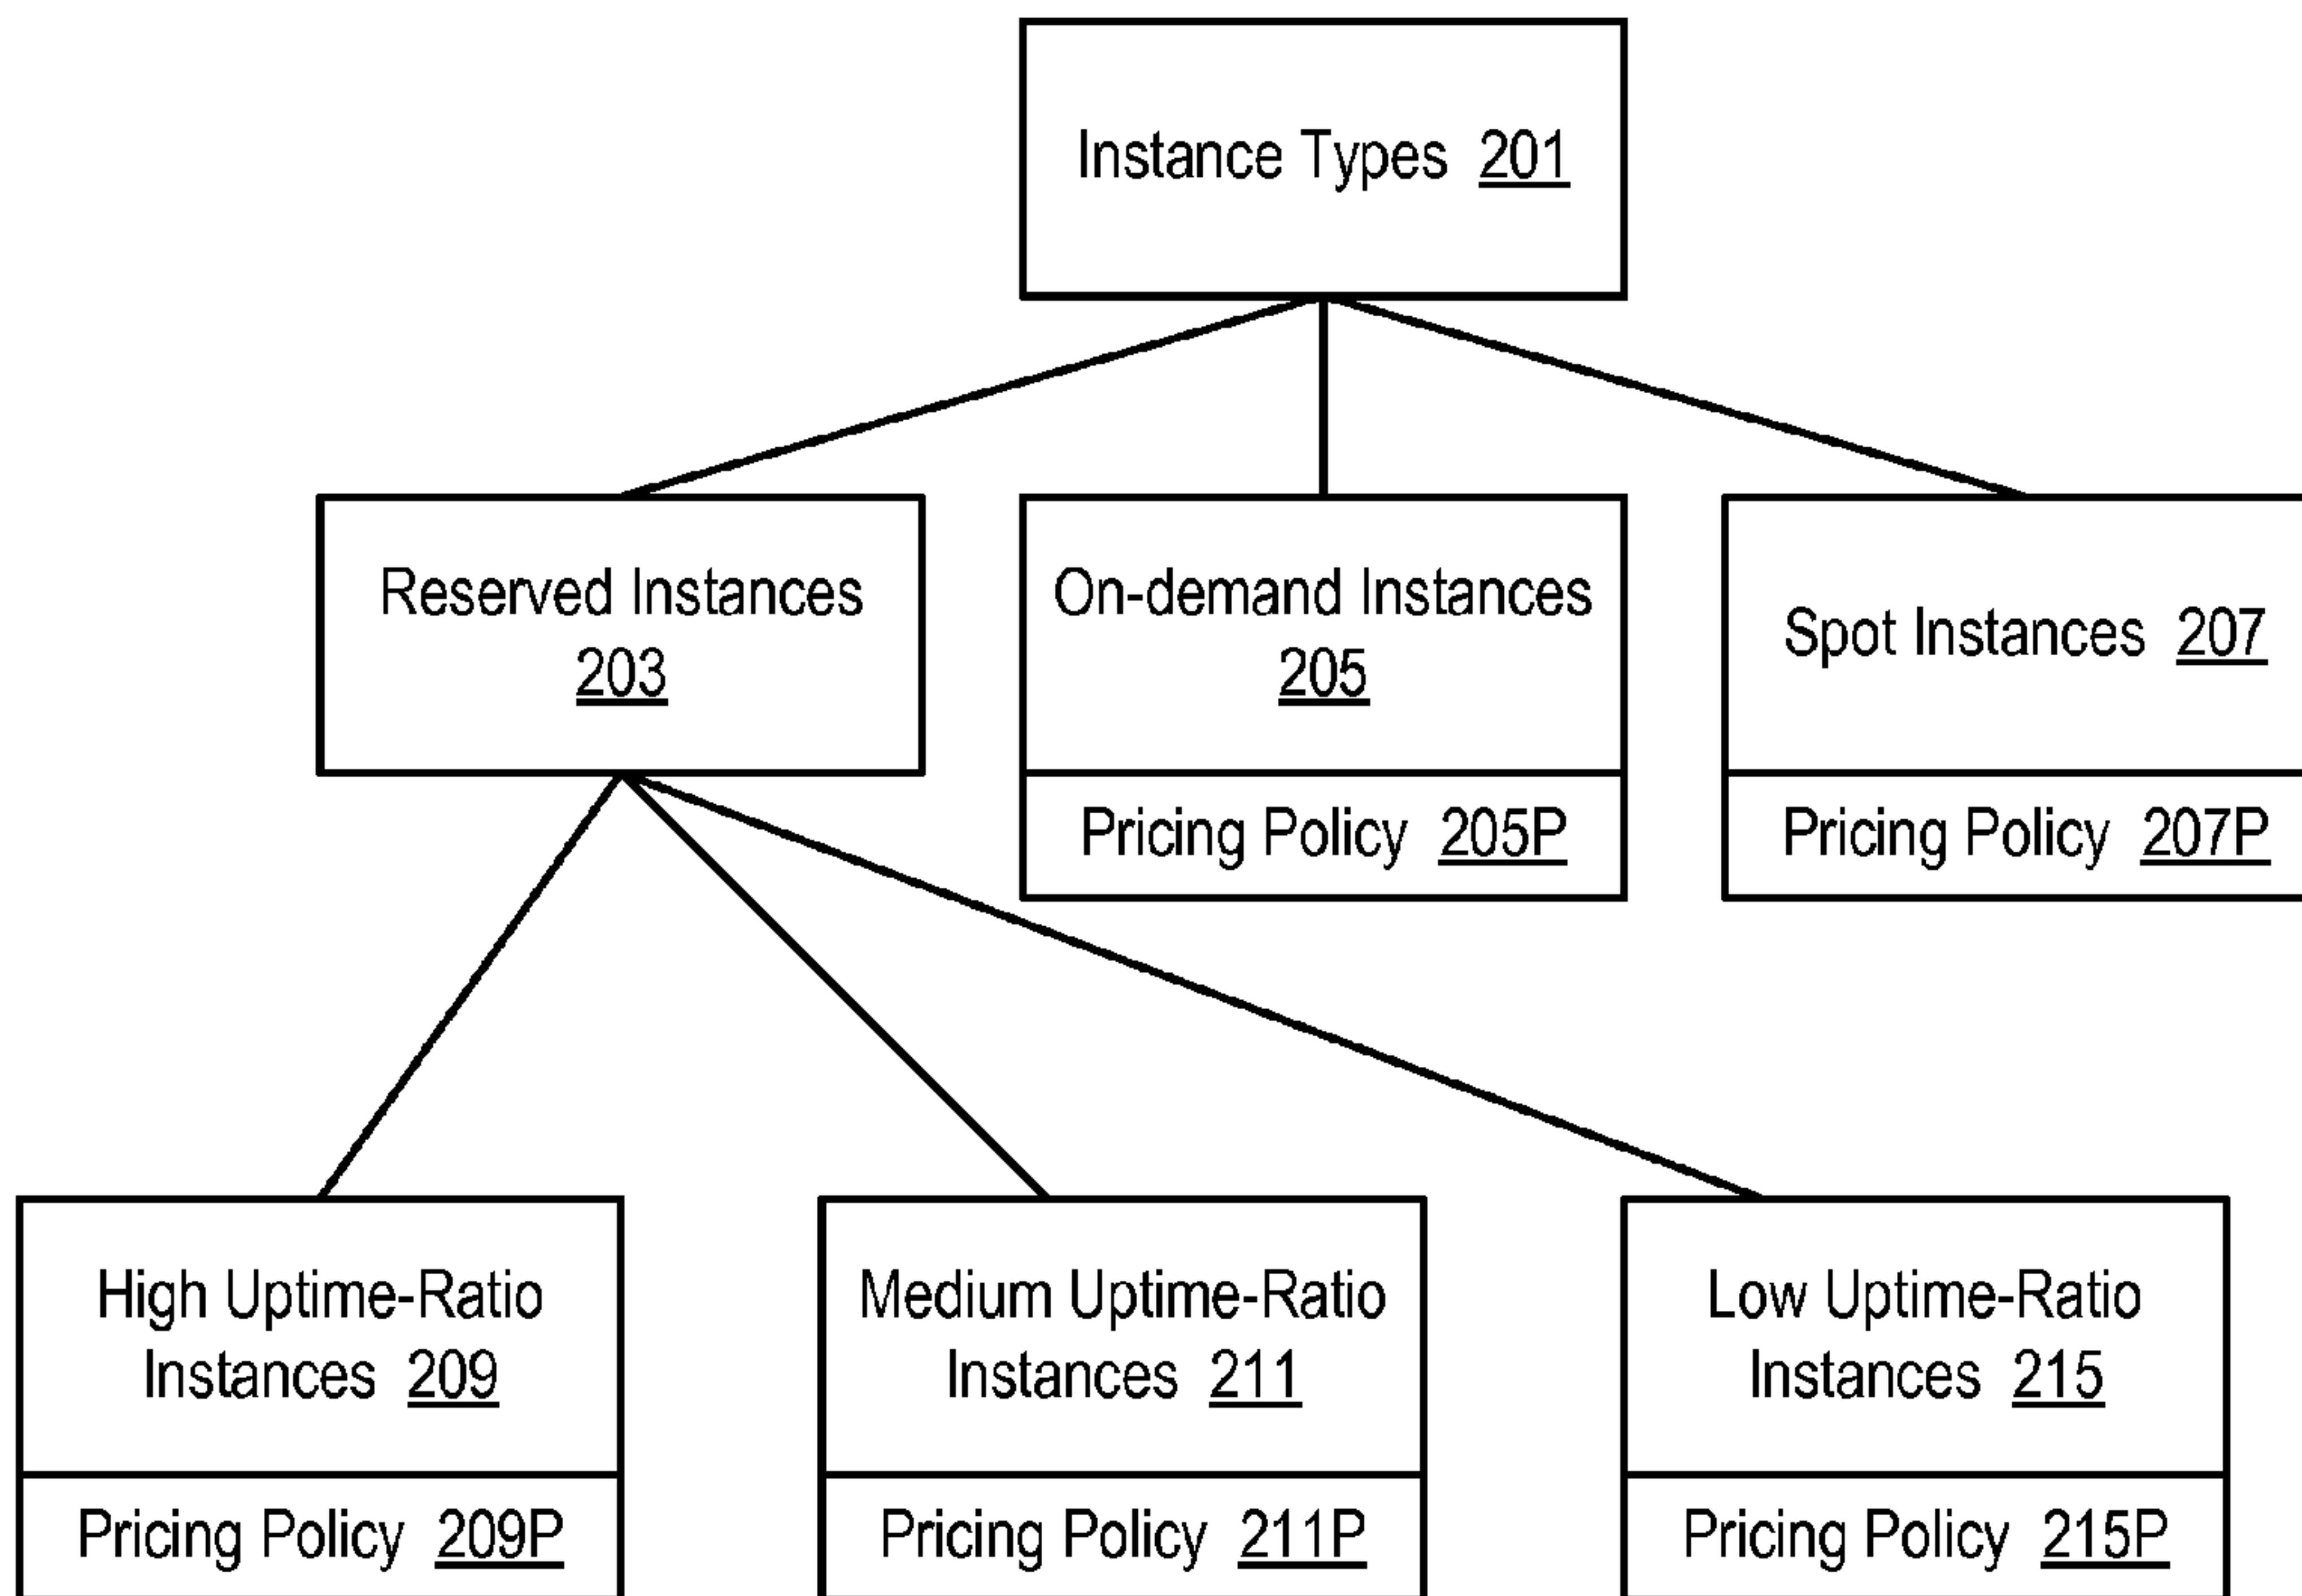 Instance Types 201
Reserved Instances
203
On-demand Instances
205
Pricing Policy 205P
Spot Instances 207
Pricing Policy 207P
High Uptime-Ratio
Instances 209
Pricing Policy 209P
Medium Uptime-Ratio
Instances 211
Pricing Policy 211P
Low Uptime-Ratio
Instances 215
Pricing Policy 215P